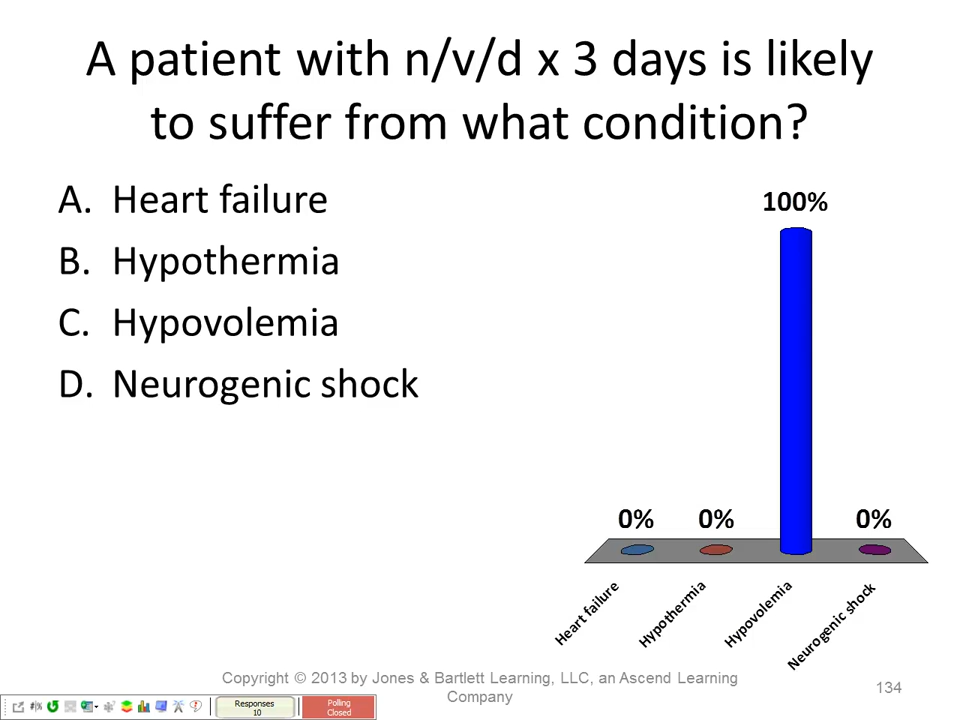 A patient with n/v/d x 3 days is likely
to suffer from what condition?
A. Heart failure
B. Hypothermia
C. Hypovolemia
D. Neurogenic shock
100%
0%
0%
0%
Heart failure
Hypothermia
Hypovolemia
Neurogenic shock
Copyright © 2013 by Jones & Bartlett Learning, LLC, an Ascend Learning
Company
134
Responses
10
Polling
Closed